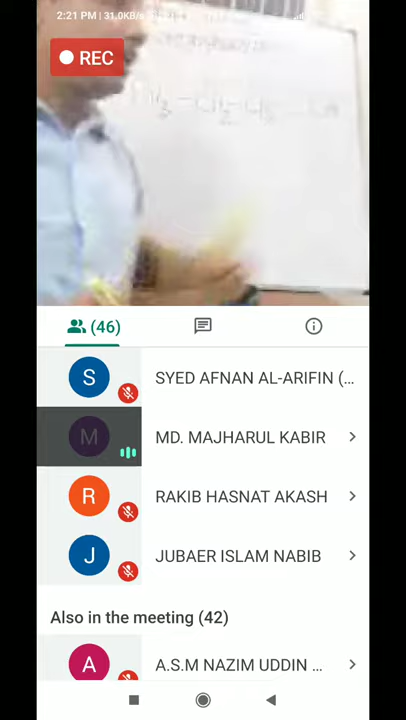 2:21 PM | 31.0KB/s
REC
(46)
S
SYED AFNAN AL-ARIFIN (...
M
MD. MAJHARUL KABIR
R
RAKIB HASNAT AKASH
J
JUBAER ISLAM NABIB
Also in the meeting (42)
A
A.S.M NAZIM UDDIN ...